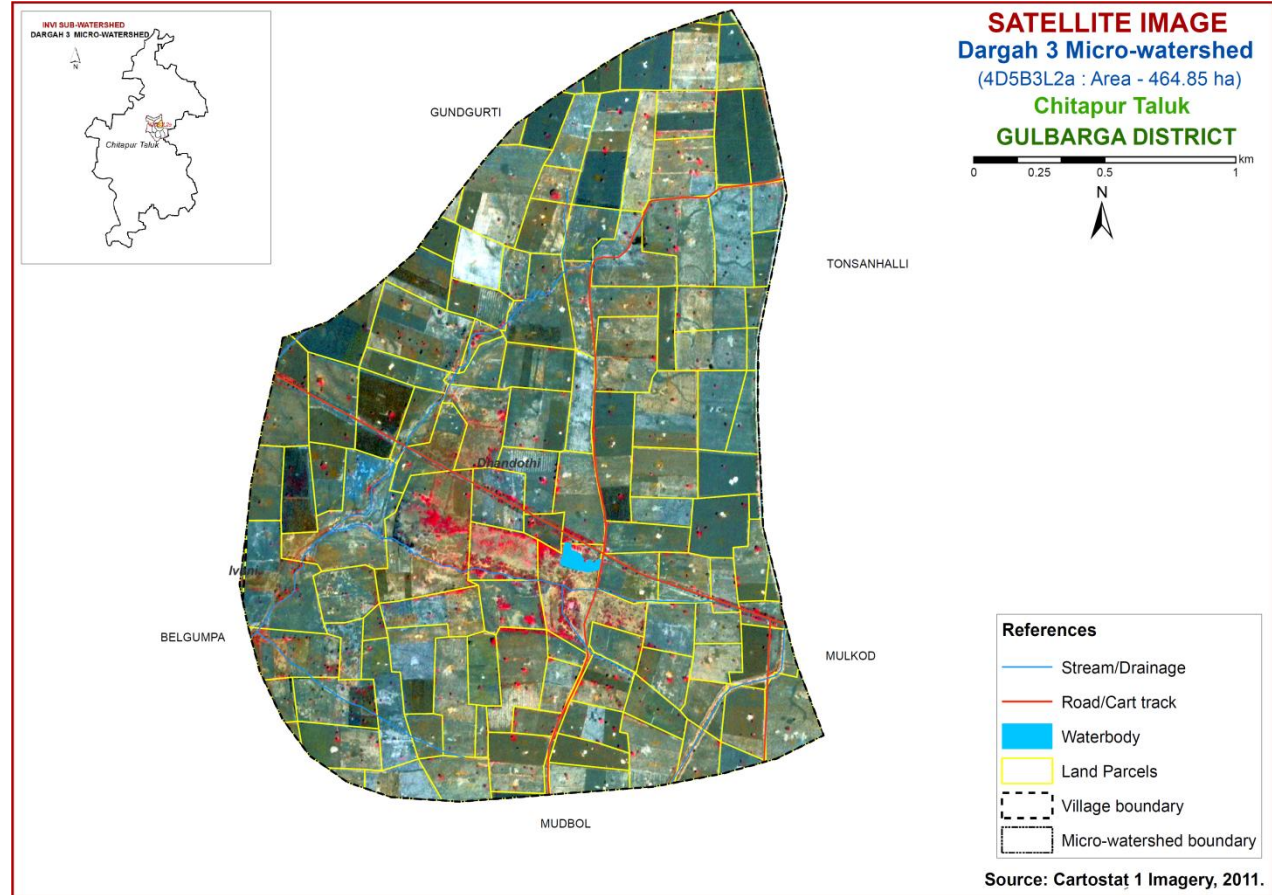 INVI SUB-WATERSHED
DARGAH 3 MICRO-WATERSHED
N
Chitapur Taluk
SATELLITE IMAGE
Dargah 3 Micro-watershed
(4D5B3L2a : Area - 464.85 ha)
Chitapur Taluk
GULBARGA DISTRICT
km
0 0.25 0.5 1
N
GUNDGURTI
TONSANHALLI
Dhandothi
BELGUMPA
MULKOD
MUDBOL
References
Stream/Drainage
Road/Cart track
Waterbody
Land Parcels
Village boundary
Micro-watershed boundary
Source: Cartostat 1 Imagery, 2011.